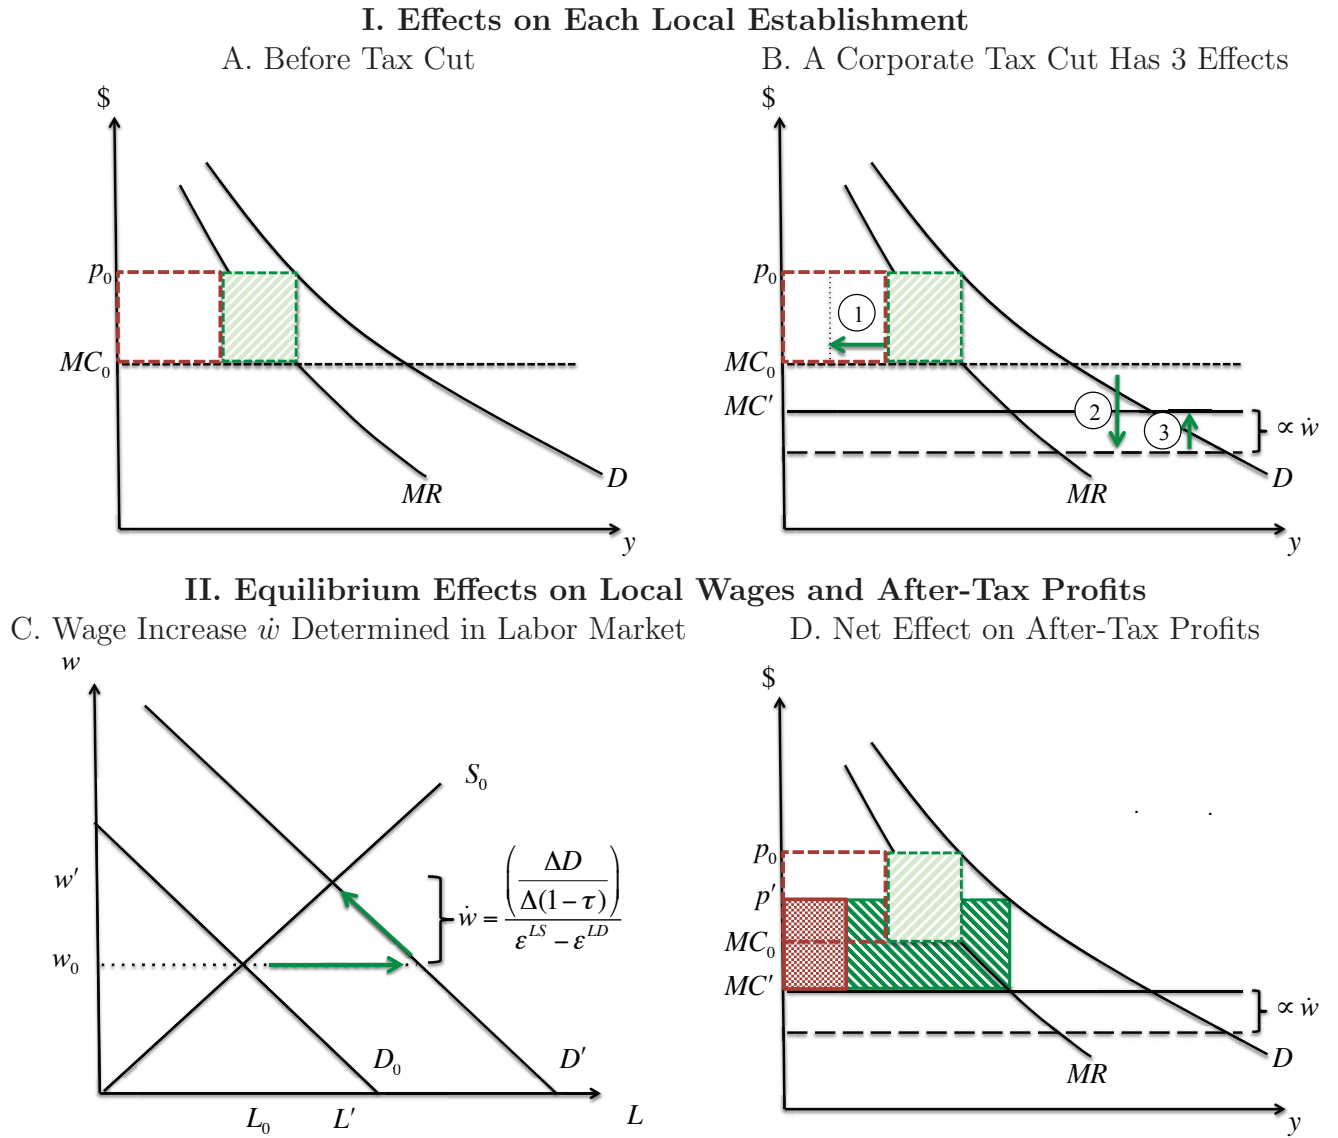 I. Effects on Each Local Establishment
A. Before Tax Cut
B. A Corporate Tax Cut Has 3 Effects
$
p₀
MC₀
MR
D
y
$
p₀
1
MC₀
MC'
2
3
∝ ẇ
MR
D
y
II. Equilibrium Effects on Local Wages and After-Tax Profits
C. Wage Increase ẇ Determined in Labor Market
D. Net Effect on After-Tax Profits
w
S₀
w'
ẇ = (ΔD / Δ(1−τ)) / (ε^LS − ε^LD)
w₀
D₀
D'
L₀
L'
L
$
p₀
p'
MC₀
MC'
∝ ẇ
MR
D
y